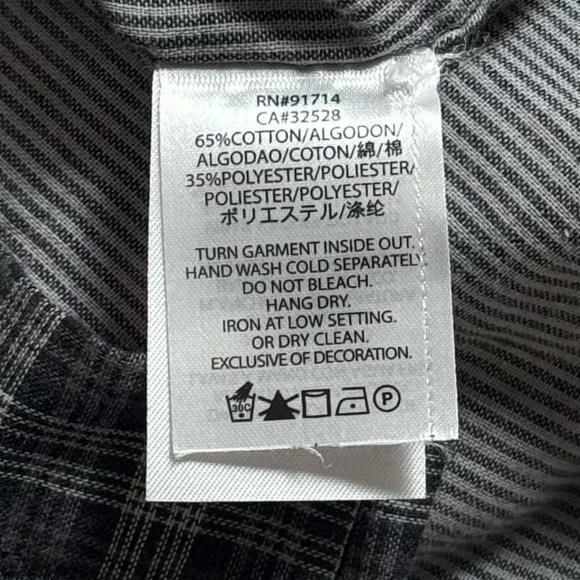 RN#91714
CA#32528
65%COTTON/ALGODON/
ALGODAO/COTON/綿/棉
35%POLYESTER/POLIESTER/
POLIESTER/POLYESTER/
ポリエステル/涤纶
TURN GARMENT INSIDE OUT.
HAND WASH COLD SEPARATELY.
DO NOT BLEACH.
HANG DRY.
IRON AT LOW SETTING.
OR DRY CLEAN.
EXCLUSIVE OF DECORATION.
30C P